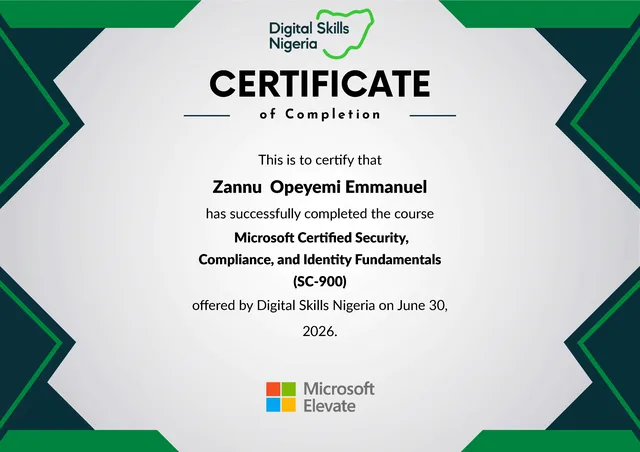 Digital Skills
Nigeria
CERTIFICATE
of Completion
This is to certify that
Zannu  Opeyemi Emmanuel
has successfully completed the course
Microsoft Certified Security,
Compliance, and Identity Fundamentals
(SC-900)
offered by Digital Skills Nigeria on June 30,
2026.
Microsoft
Elevate